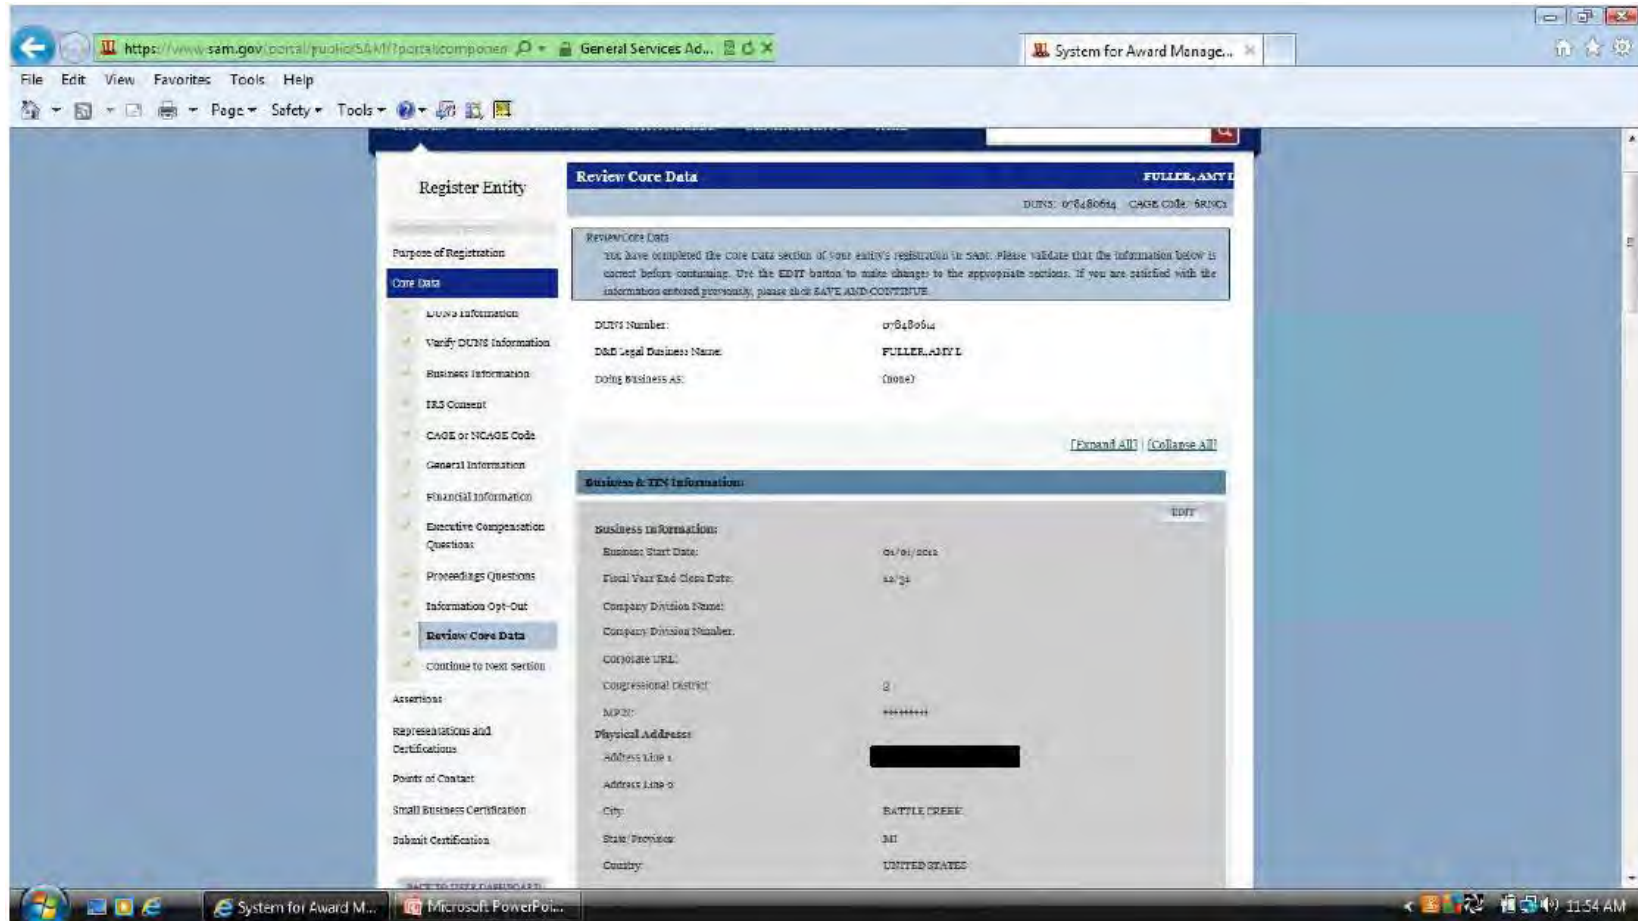 https://www.sam.gov/portal/public/SAM/?portal:componen
General Services Ad...
System for Award Manage...
File Edit View Favorites Tools Help
Page Safety Tools
Register Entity
Purpose of Registration
Core Data
DUNS Information
Verify DUNS Information
Business Information
IRS Consent
CAGE or NCAGE Code
General Information
Financial Information
Executive Compensation
Questions
Proceedings Questions
Information Opt-Out
Review Core Data
Continue to Next Section
Assertions
Representations and
Certifications
Points of Contact
Small Business Certification
Submit Certification
BACK TO USER DASHBOARD
Review Core Data
FULLER, AMY L
DUNS: 078480614 CAGE Code: 6RNC1
Review Core Data
You have completed the Core Data section of your entity's registration in SAM. Please validate that the information below is
correct before continuing. Use the EDIT button to make changes to the appropriate sections. If you are satisfied with the
information entered previously, please click SAVE AND CONTINUE
DUNS Number: 078480614
D&B Legal Business Name: FULLER, AMY L
Doing Business As: (none)
[Expand All] | [Collapse All]
Business & TIN Information:
EDIT
Business Information:
Business Start Date: 01/01/2012
Fiscal Year End Close Date: 12/31
Company Division Name:
Company Division Number:
Corporate URL:
Congressional District:
MPIN: *********
Physical Address:
Address Line 1
Address Line 2
City: BATTLE CREEK
State/Province: MI
Country: UNITED STATES
System for Award M...
Microsoft PowerPoi...
11:54 AM